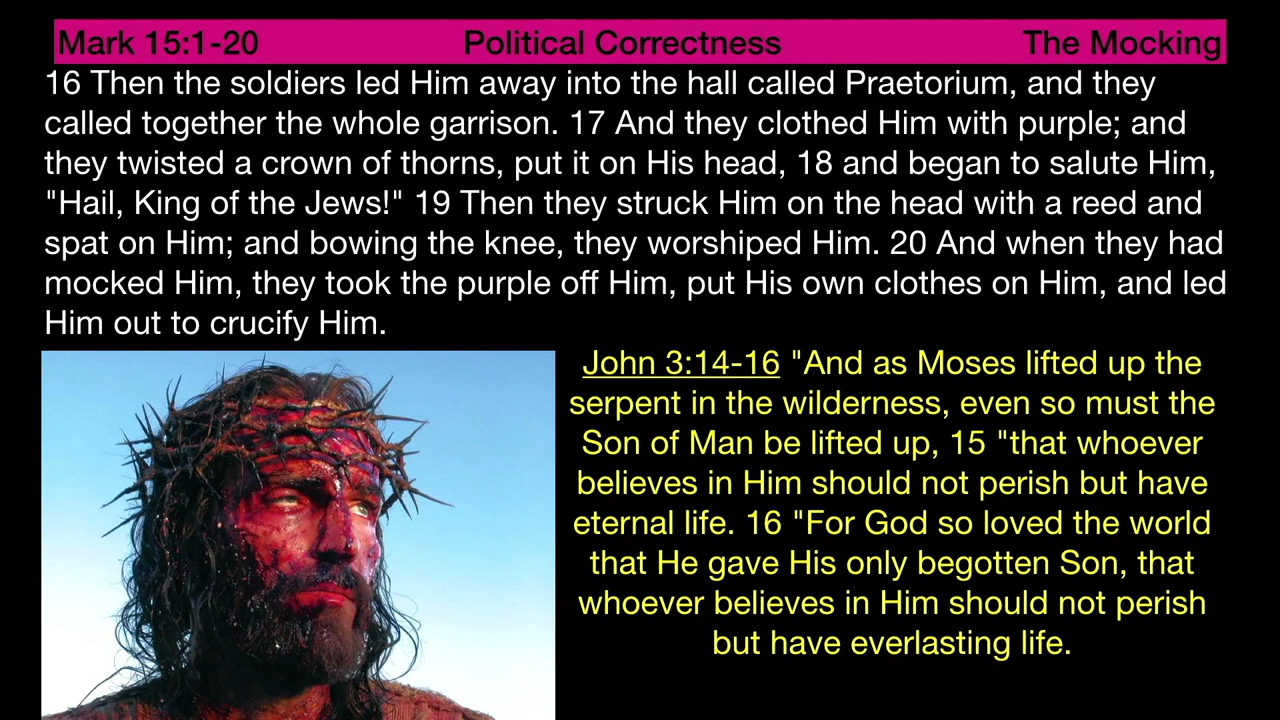 Mark 15:1-20 Political Correctness The Mocking
16 Then the soldiers led Him away into the hall called Praetorium, and they
called together the whole garrison. 17 And they clothed Him with purple; and
they twisted a crown of thorns, put it on His head, 18 and began to salute Him,
"Hail, King of the Jews!" 19 Then they struck Him on the head with a reed and
spat on Him; and bowing the knee, they worshiped Him. 20 And when they had
mocked Him, they took the purple off Him, put His own clothes on Him, and led
Him out to crucify Him.
John 3:14-16 "And as Moses lifted up the
serpent in the wilderness, even so must the
Son of Man be lifted up, 15 "that whoever
believes in Him should not perish but have
eternal life. 16 "For God so loved the world
that He gave His only begotten Son, that
whoever believes in Him should not perish
but have everlasting life.